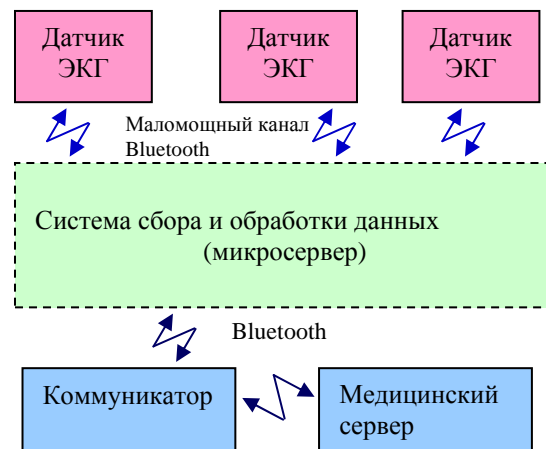 Датчик
ЭКГ
Датчик
ЭКГ
Датчик
ЭКГ
Маломощный канал
Bluetooth
Система сбора и обработки данных
(микросервер)
Bluetooth
Коммуникатор
Медицинский
сервер